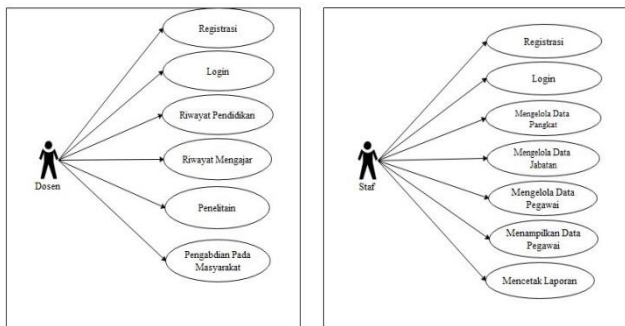 Registrasi
Login
Riwayat Pendidikan
Riwayat Mengajar
Dosen
Penelitain
Pengabdian Pada
Masyarakat
Registrasi
Login
Mengelola Data
Pangkat
Mengelola Data
Jabatan
Staf
Mengelola Data
Pegawai
Menampilkan Data
Pegawai
Mencetak Laporan